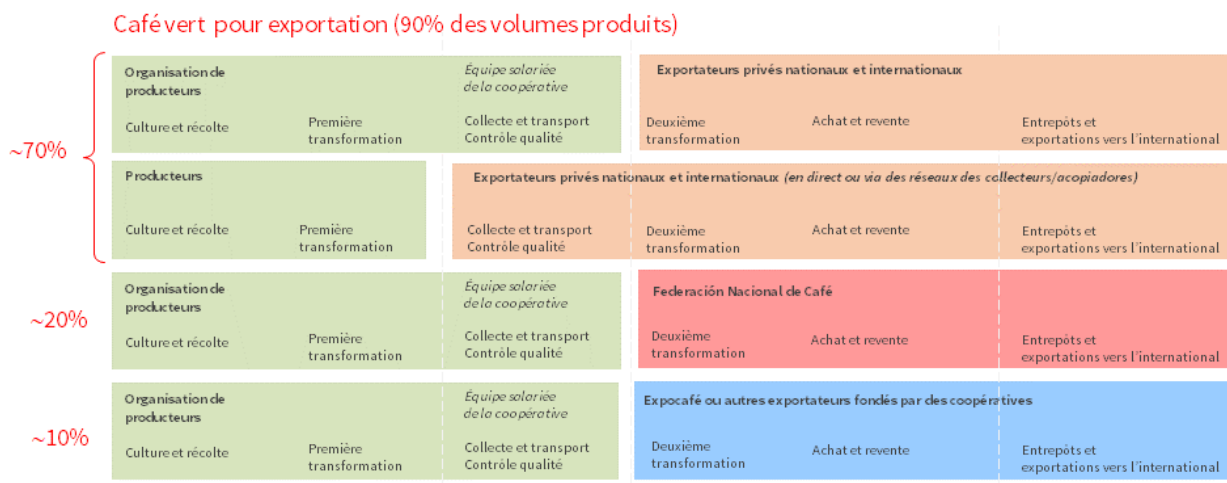 Café vert pour exportation (90% des volumes produits)
~70%
Organisation de
producteurs
Équipe salariée
de la coopérative
Culture et récolte
Première
transformation
Collecte et transport
Contrôle qualité
Exportateurs privés nationaux et internationaux
Deuxième
transformation
Achat et revente
Entrepôts et
exportations vers l'international
Producteurs
Culture et récolte
Première
transformation
Exportateurs privés nationaux et internationaux (en direct ou via des réseaux des collecteurs/acopiadores)
Collecte et transport
Contrôle qualité
Deuxième
transformation
Achat et revente
Entrepôts et
exportations vers l'international
~20%
Organisation de
producteurs
Équipe salariée
de la coopérative
Culture et récolte
Première
transformation
Collecte et transport
Contrôle qualité
Federación Nacional de Café
Deuxième
transformation
Achat et revente
Entrepôts et
exportations vers l'international
~10%
Organisation de
producteurs
Équipe salariée
de la coopérative
Culture et récolte
Première
transformation
Collecte et transport
Contrôle qualité
Expocafé ou autres exportateurs fondés par des coopératives
Deuxième
transformation
Achat et revente
Entrepôts et
exportations vers l'international